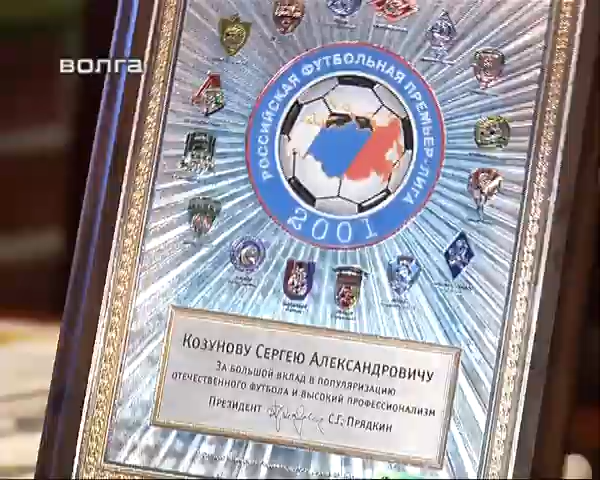 волга
РОССИЙСКАЯ ФУТБОЛЬНАЯ ПРЕМЬЕР-ЛИГА
2001
КОЗУНОВУ СЕРГЕЮ АЛЕКСАНДРОВИЧУ
ЗА БОЛЬШОЙ ВКЛАД В ПОПУЛЯРИЗАЦИЮ
ОТЕЧЕСТВЕННОГО ФУТБОЛА И ВЫСОКИЙ ПРОФЕССИОНАЛИЗМ
ПРЕЗИДЕНТ С.Г. ПРЯДКИН